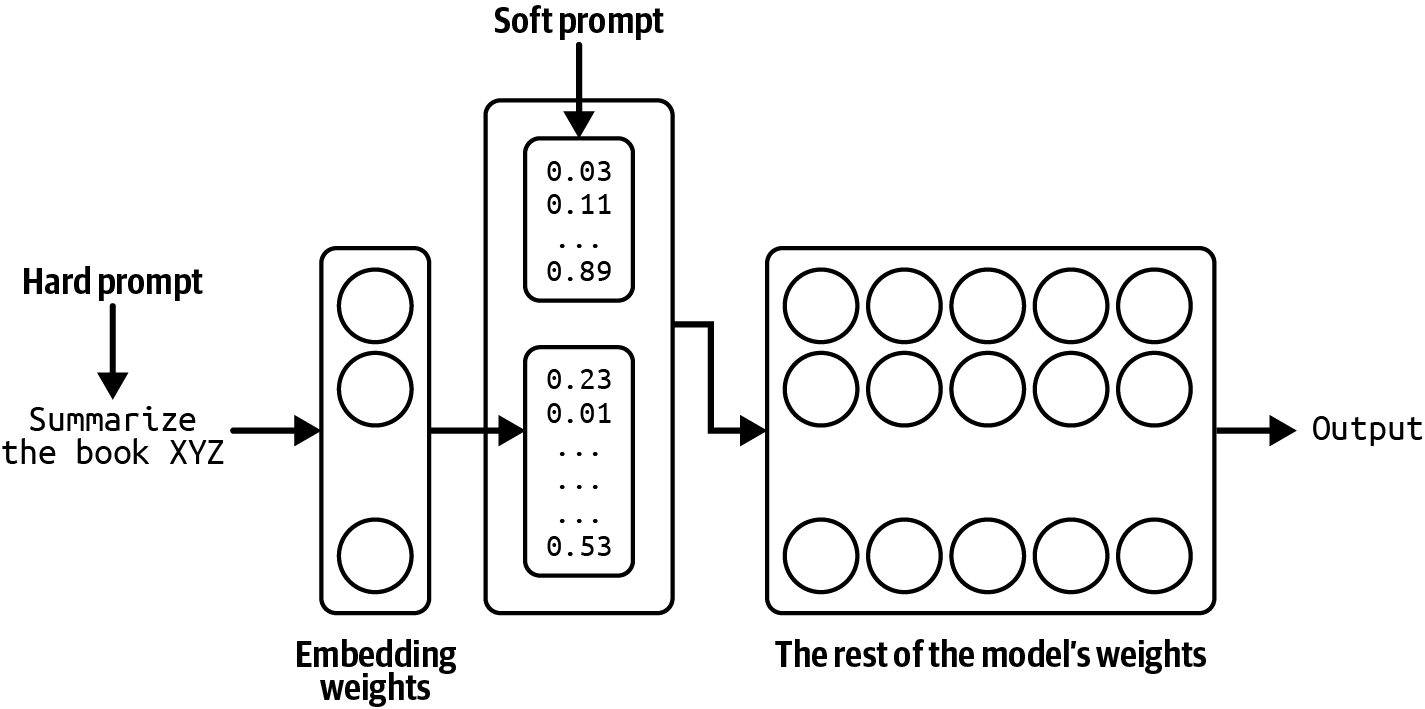 Soft prompt
0.03
0.11
...
0.89
Hard prompt
Summarize
the book XYZ
0.23
0.01
...
...
...
0.53
Output
Embedding
weights
The rest of the model's weights